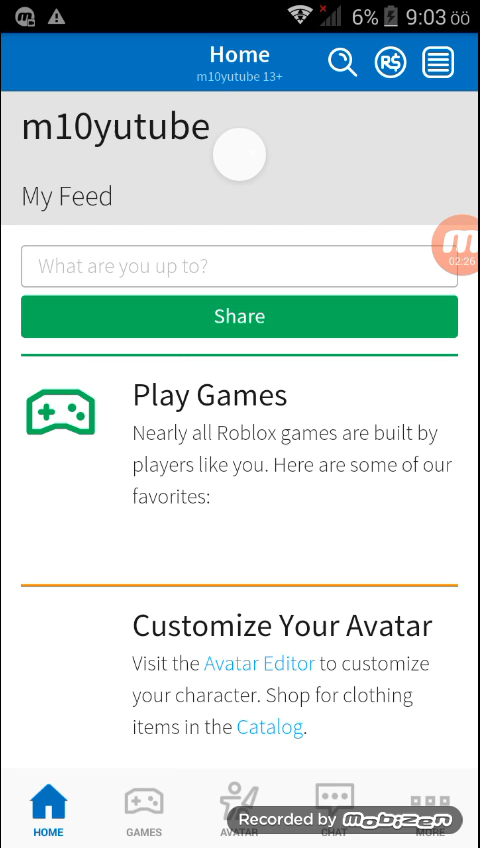 6% 9:03 öö
Home
m10yutube 13+
R$
m10yutube
My Feed
What are you up to?
02:26
Share
Play Games
Nearly all Roblox games are built by
players like you. Here are some of our
favorites:
Customize Your Avatar
Visit the Avatar Editor to customize
your character. Shop for clothing
items in the Catalog.
Recorded by MOBIZEN
HOME GAMES AVATAR CHAT MORE